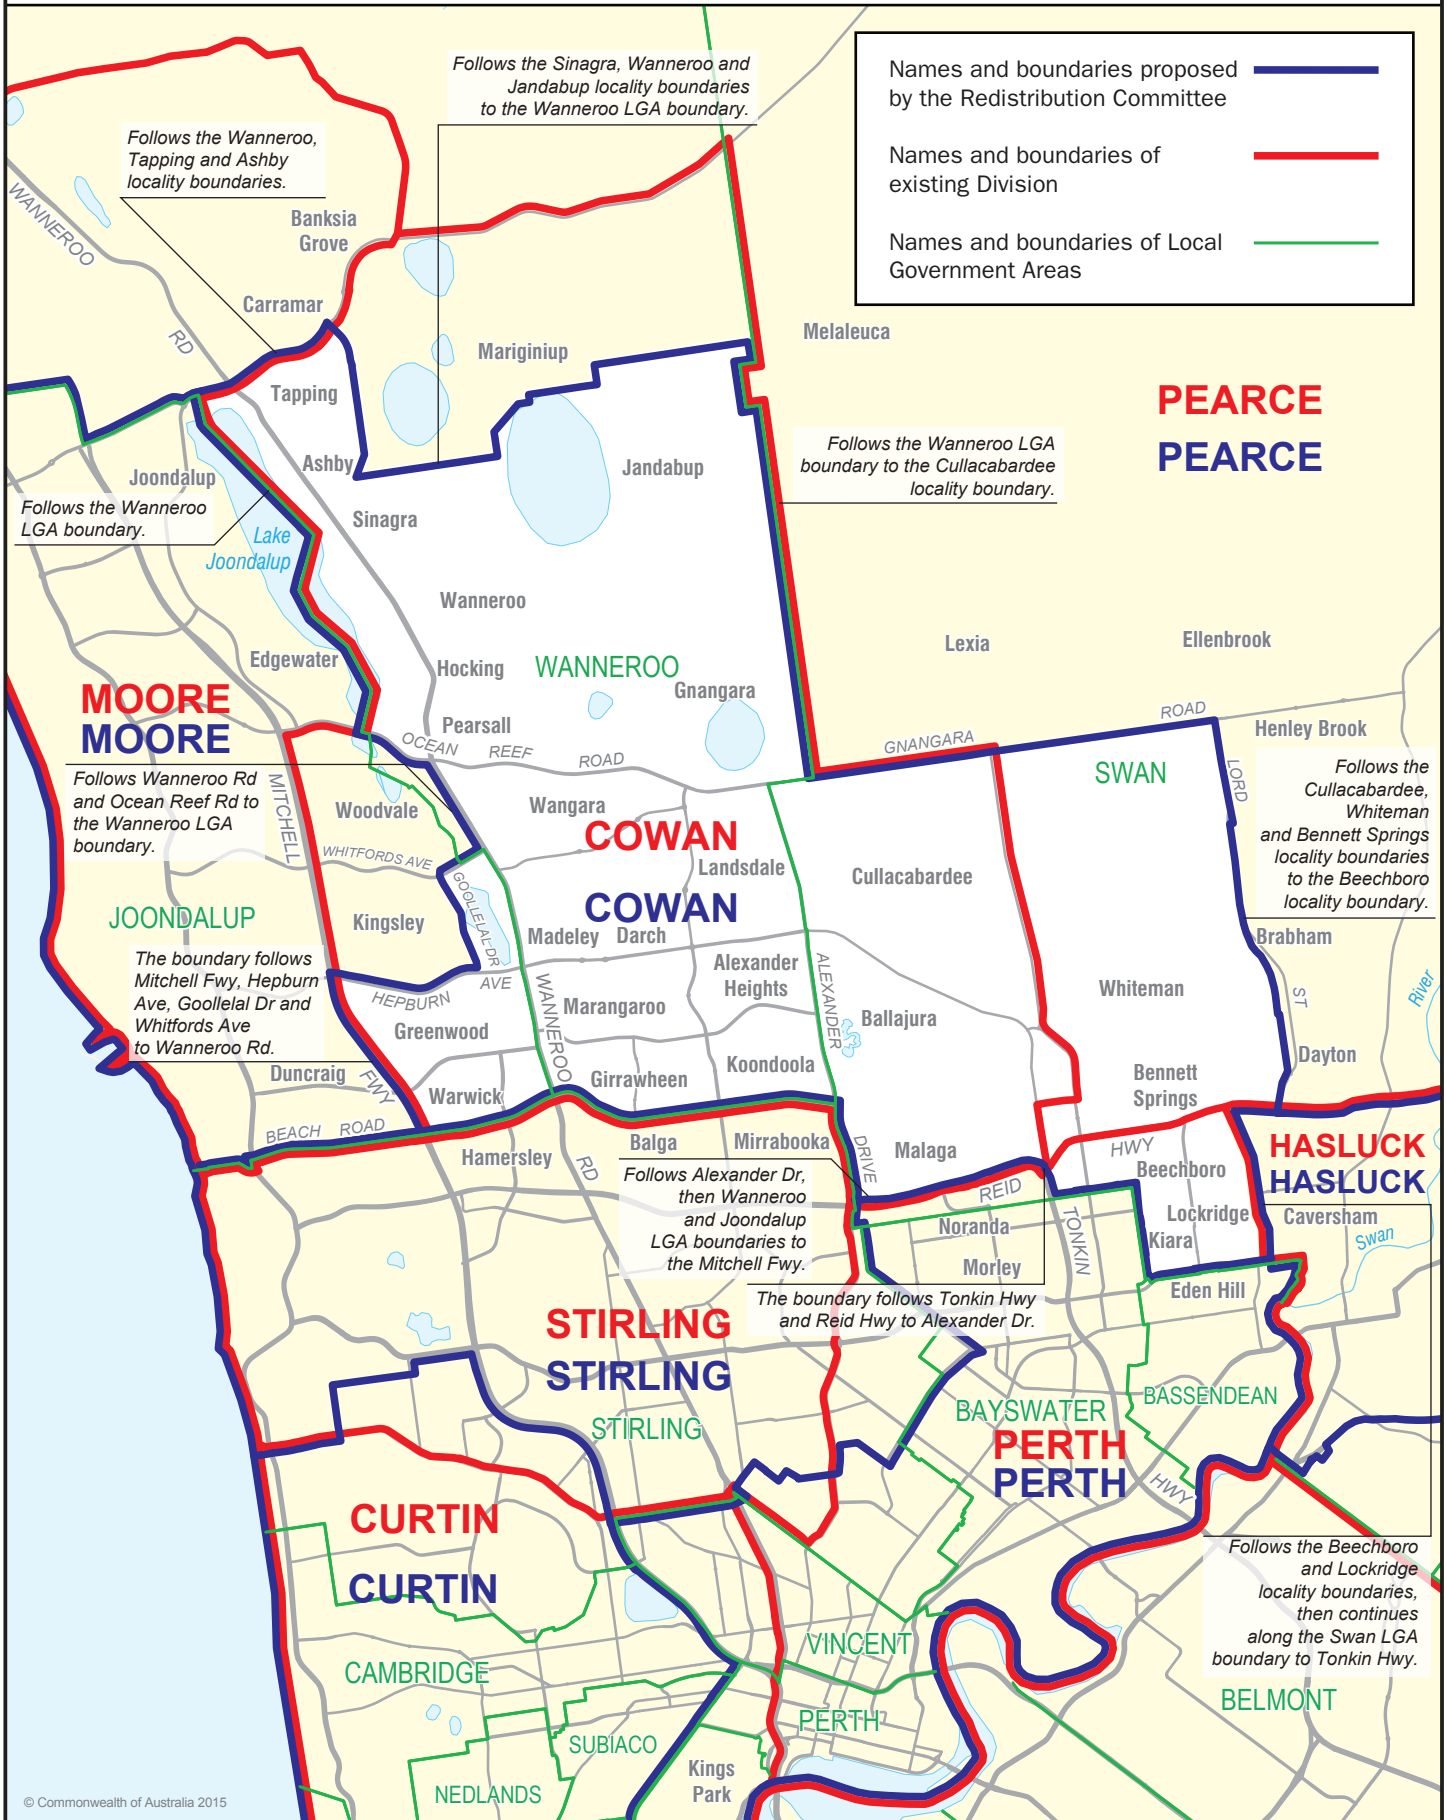 Names and boundaries proposed
by the Redistribution Committee
Names and boundaries of
existing Division
Names and boundaries of Local
Government Areas
Follows the Sinagra, Wanneroo and
Jandabup locality boundaries
to the Wanneroo LGA boundary.
Follows the Wanneroo,
Tapping and Ashby
locality boundaries.
WANNEROO
RD
Banksia
Grove
Carramar
Mariginiup
Melaleuca
Tapping
PEARCE
PEARCE
Ashby
Jandabup
Follows the Wanneroo LGA
boundary to the Cullacabardee
locality boundary.
Joondalup
Follows the Wanneroo
LGA boundary.
Sinagra
Lake
Joondalup
Wanneroo
Lexia
Ellenbrook
Edgewater
Hocking
WANNEROO
Gnangara
MOORE
MOORE
Pearsall
OCEAN REEF ROAD
GNANGARA ROAD
Henley Brook
Follows Wanneroo Rd
and Ocean Reef Rd to
the Wanneroo LGA
boundary.
MITCHELL
FWY
Woodvale
WHITFORDS AVE
Wangara
COWAN
COWAN
Landsdale
Cullacabardee
SWAN
LORD
ST
Follows the
Cullacabardee,
Whiteman
and Bennett Springs
locality boundaries
to the Beechboro
locality boundary.
JOONDALUP
Kingsley
GOOLLELAL DR
Madeley
Darch
Brabham
The boundary follows
Mitchell Fwy, Hepburn
Ave, Goollelal Dr and
Whitfords Ave
to Wanneroo Rd.
HEPBURN AVE
WANNEROO
RD
Alexander
Heights
ALEXANDER
DRIVE
Whiteman
River
Greenwood
Marangaroo
Ballajura
Duncraig
Warwick
Girrawheen
Koondoola
Bennett
Springs
Dayton
BEACH ROAD
Hamersley
Balga
Mirrabooka
Malaga
HWY
REID
Beechboro
HASLUCK
HASLUCK
Follows Alexander Dr,
then Wanneroo
and Joondalup
LGA boundaries to
the Mitchell Fwy.
Noranda
Lockridge
Kiara
Caversham
Swan
TONKIN
HWY
Morley
Eden Hill
The boundary follows Tonkin Hwy
and Reid Hwy to Alexander Dr.
STIRLING
STIRLING
STIRLING
BAYSWATER
BASSENDEAN
PERTH
PERTH
CURTIN
CURTIN
Follows the Beechboro
and Lockridge
locality boundaries,
then continues
along the Swan LGA
boundary to Tonkin Hwy.
VINCENT
CAMBRIDGE
BELMONT
PERTH
SUBIACO
Kings
Park
NEDLANDS
© Commonwealth of Australia 2015